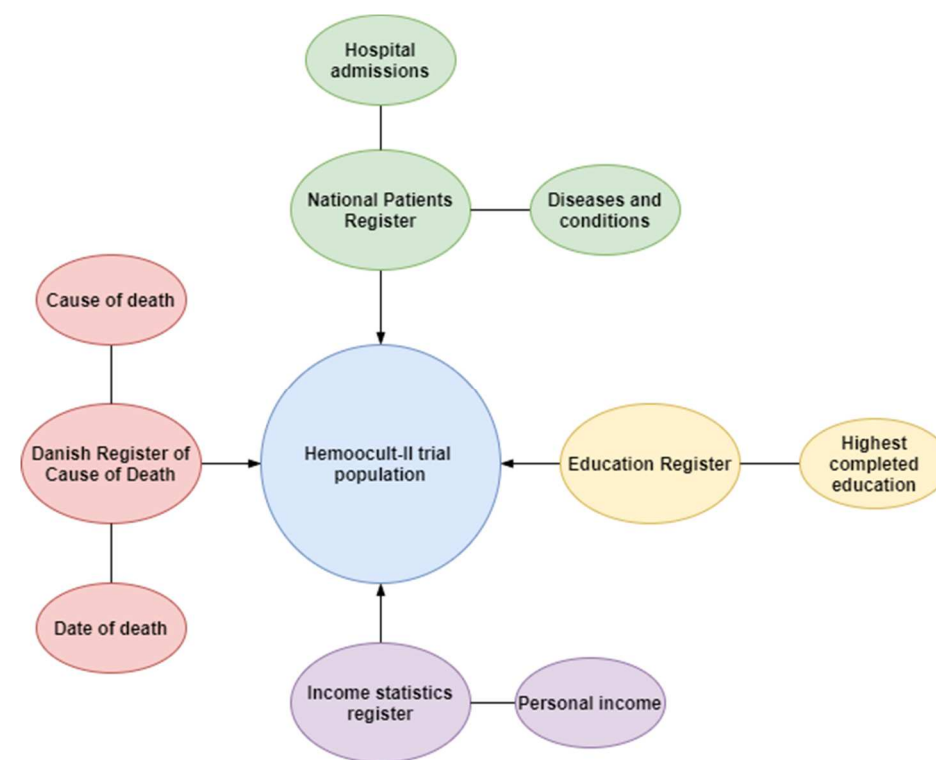 Hospital
admissions
National Patients
Register
Diseases and
conditions
Cause of death
Danish Register of
Cause of Death
Date of death
Hemoocult-II trial
population
Education Register
Highest
completed
education
Income statistics
register
Personal income